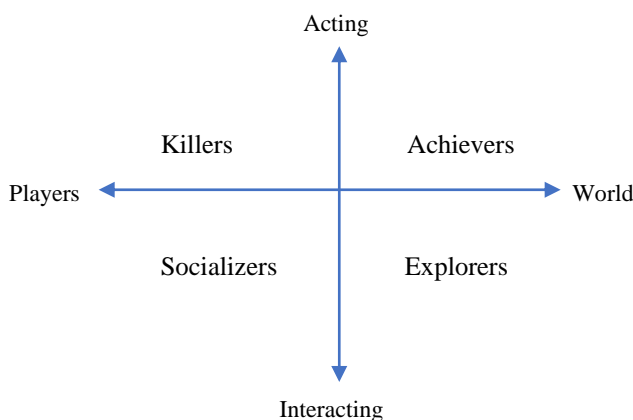 Acting
Killers
Achievers
Players
World
Socializers
Explorers
Interacting